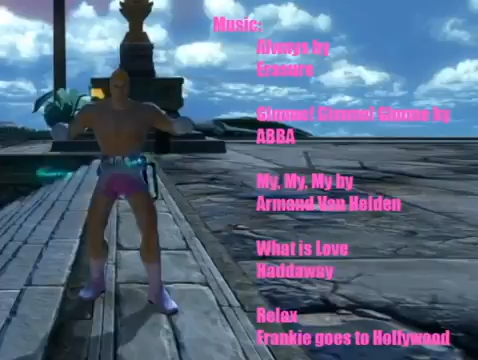 Music:
Always by
Erasure
Gimme! Gimme! Gimme by
ABBA
My, My, My by
Armand Van Helden
What is Love
Haddaway
Relax
Frankie goes to Hollywood